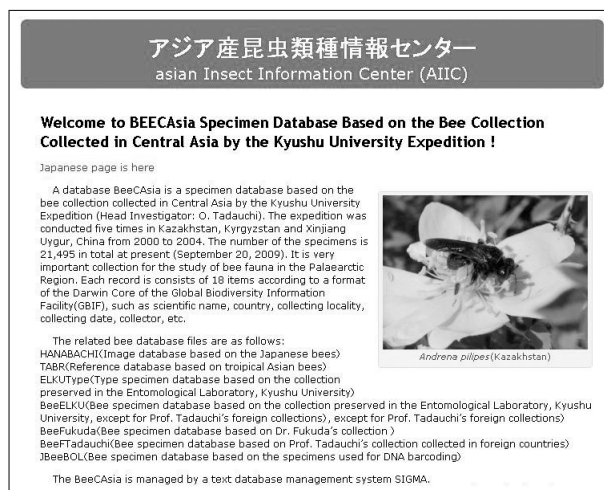 アジア産昆虫類種情報センター
asian Insect Information Center (AIIC)
Welcome to BEECAsia Specimen Database Based on the Bee Collection
Collected in Central Asia by the Kyushu University Expedition !
Japanese page is here
A database BeeCAsia is a specimen database based on the
bee collection collected in Central Asia by the Kyushu University
Expedition (Head Investigator: O. Tadauchi). The expedition was
conducted five times in Kazakhstan, Kyrgyzstan and Xinjiang
Uygur, China from 2000 to 2004. The number of the specimens is
21,495 in total at present (September 20, 2009). It is very
important collection for the study of bee fauna in the Palaearctic
Region. Each record is consists of 18 items according to a format
of the Darwin Core of the Global Biodiversity Information
Facility(GBIF), such as scientific name, country, collecting locality,
collecting date, collector, etc.
Andrena pilipes(Kazakhstan)
The related bee database files are as follows:
HANABACHI(Image database based on the Japanese bees)
TABR(Reference database based on troipical Asian bees)
ELKUType(Type specimen database based on the collection
preserved in the Entomological Laboratory, Kyushu University)
BeeELKU(Bee specimen database based on the collection preserved in the Entomological Laboratory, Kyushu
University, except for Prof. Tadauchi's foreign collections), except for Prof. Tadauchi's foreign collections)
BeeFukuda(Bee specimen database based on Dr. Fukuda's collection )
BeeFTadauchi(Bee specimen database based on Prof. Tadauchi's collection collected in foreign countries)
JBeeBOL(Bee specimen database based on the specimens used for DNA barcoding)
The BeeCAsia is managed by a text database management system SIGMA.